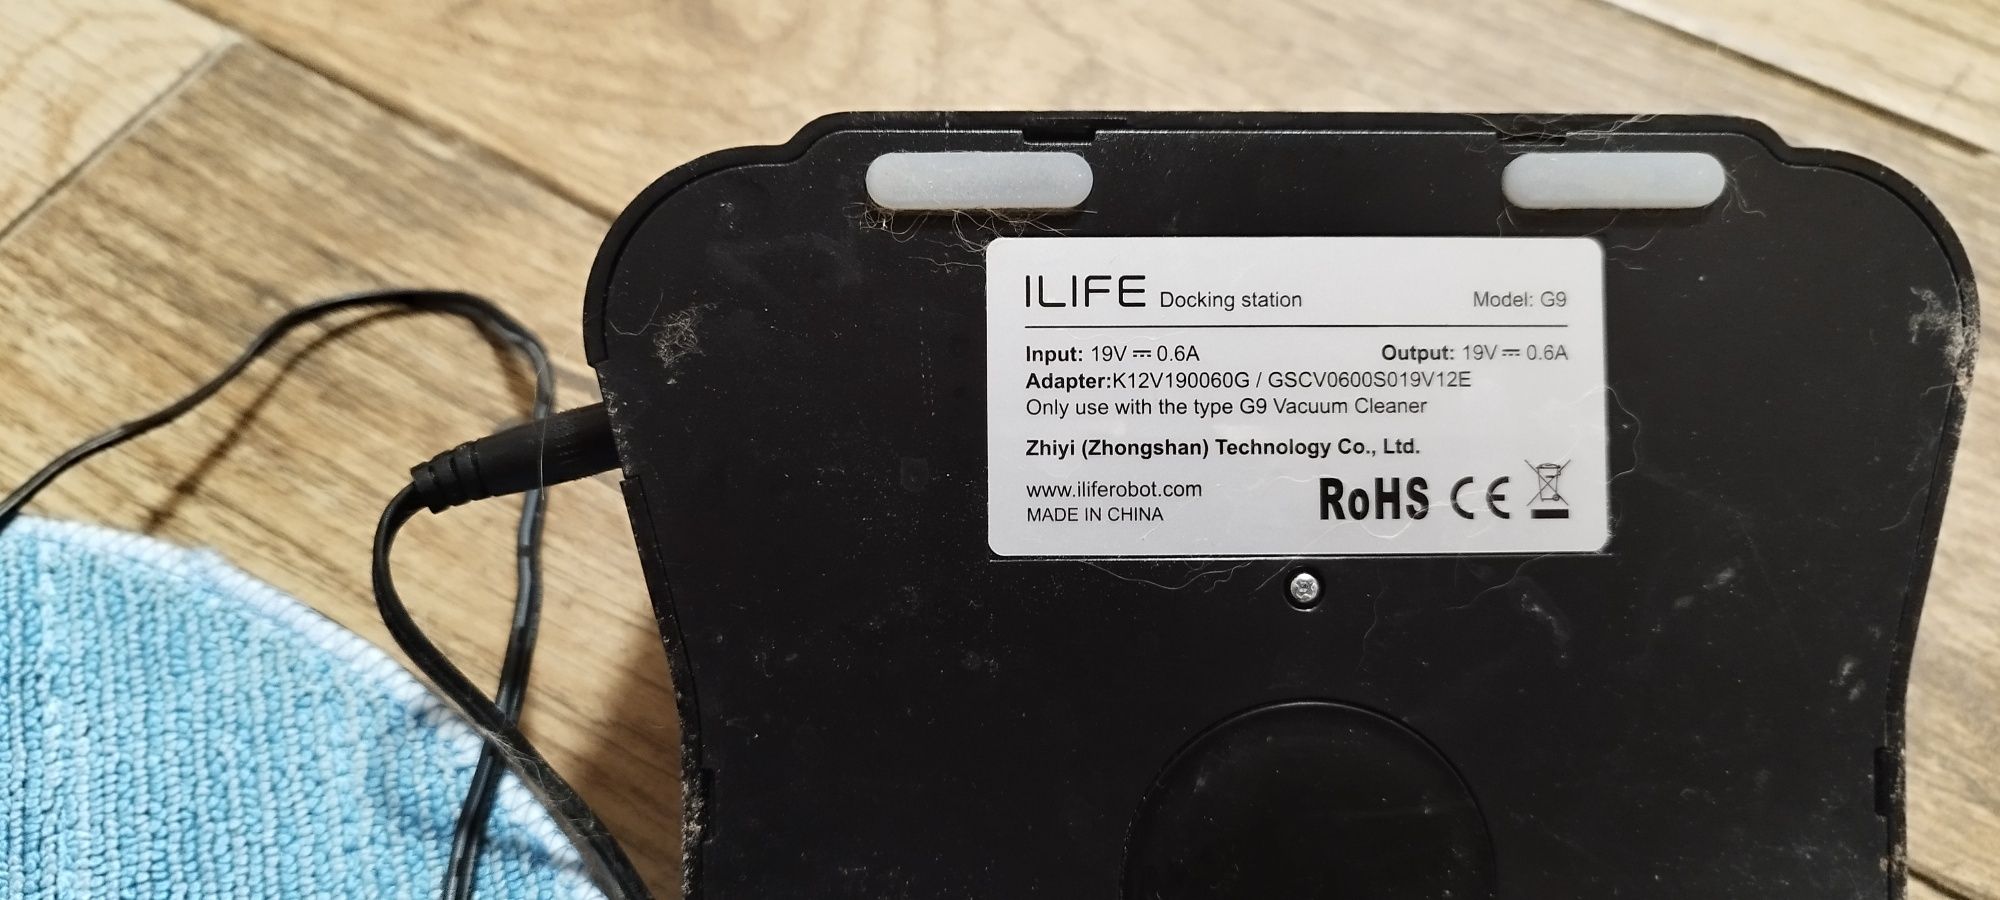 ILIFE Docking station Model: G9
Input: 19V ⎓ 0.6A Output: 19V ⎓ 0.6A
Adapter:K12V190060G / GSCV0600S019V12E
Only use with the type G9 Vacuum Cleaner
Zhiyi (Zhongshan) Technology Co., Ltd.
www.iliferobot.com
MADE IN CHINA
RoHS CE